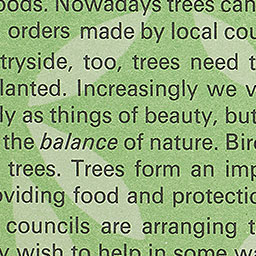 oods. Nowadays trees can
orders made by local cou
tryside, too, trees need t
lanted. Increasingly we v
ly as things of beauty, but
the balance of nature. Bir
trees. Trees form an imp
oviding food and protectio
councils are arranging t
y wish to help in some wa